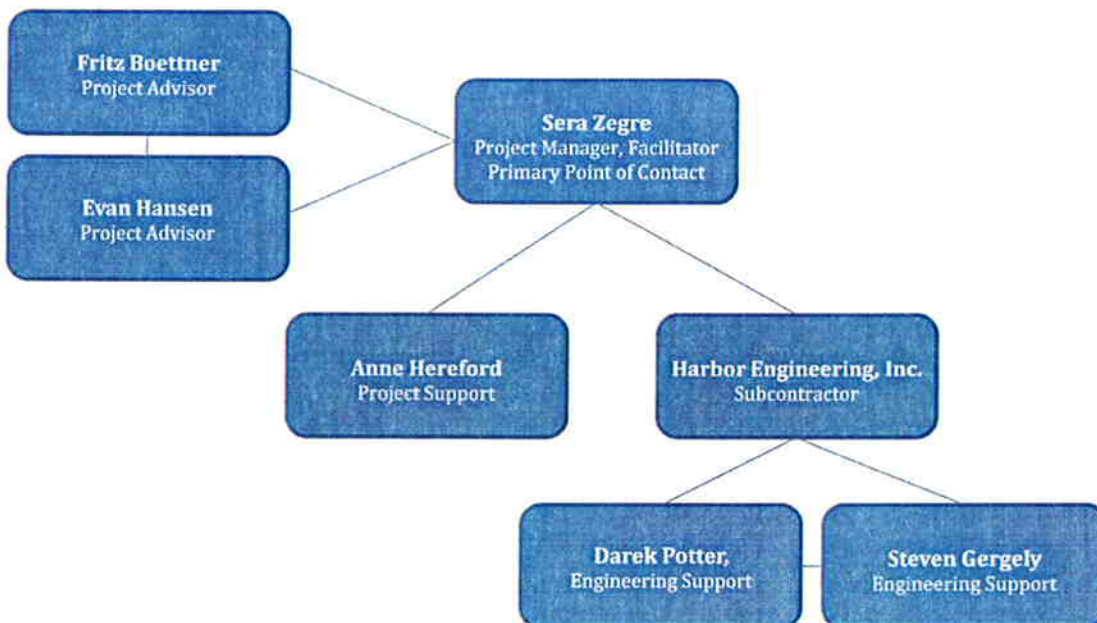 Fritz Boettner
Project Advisor
Sera Zegre
Project Manager, Facilitator
Primary Point of Contact
Evan Hansen
Project Advisor
Anne Hereford
Project Support
Harbor Engineering, Inc.
Subcontractor
Darek Potter,
Engineering Support
Steven Gergely
Engineering Support